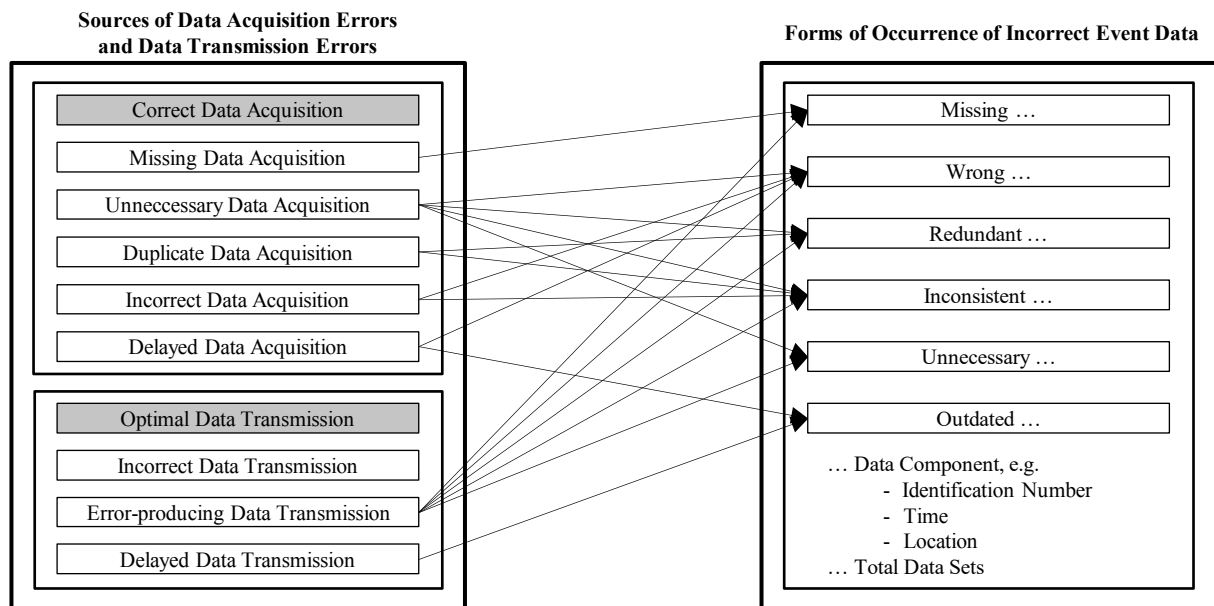 Sources of Data Acquisition Errors
and Data Transmission Errors
Correct Data Acquisition
Missing Data Acquisition
Unneccessary Data Acquisition
Duplicate Data Acquisition
Incorrect Data Acquisition
Delayed Data Acquisition
Optimal Data Transmission
Incorrect Data Transmission
Error-producing Data Transmission
Delayed Data Transmission
Forms of Occurrence of Incorrect Event Data
Missing …
Wrong …
Redundant …
Inconsistent …
Unnecessary …
Outdated …
… Data Component, e.g.
- Identification Number
- Time
- Location
… Total Data Sets